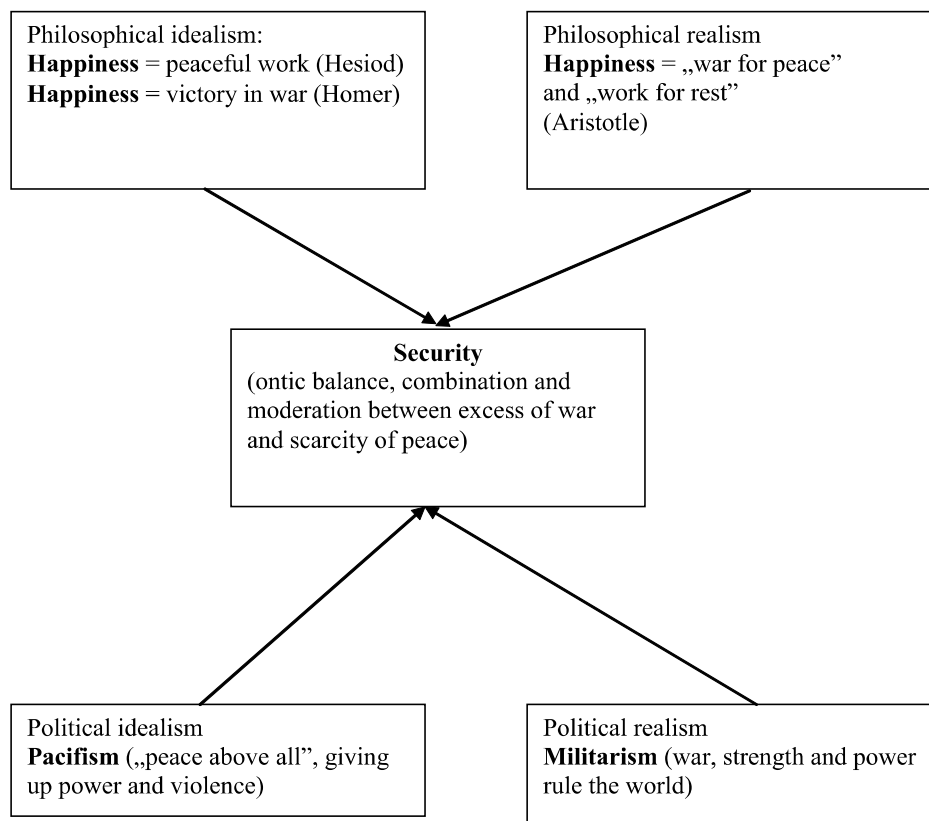 Philosophical idealism:
Happiness = peaceful work (Hesiod)
Happiness = victory in war (Homer)
Philosophical realism
Happiness = „war for peace”
and „work for rest”
(Aristotle)
Security
(ontic balance, combination and
moderation between excess of war
and scarcity of peace)
Political idealism
Pacifism („peace above all”, giving
up power and violence)
Political realism
Militarism (war, strength and power
rule the world)